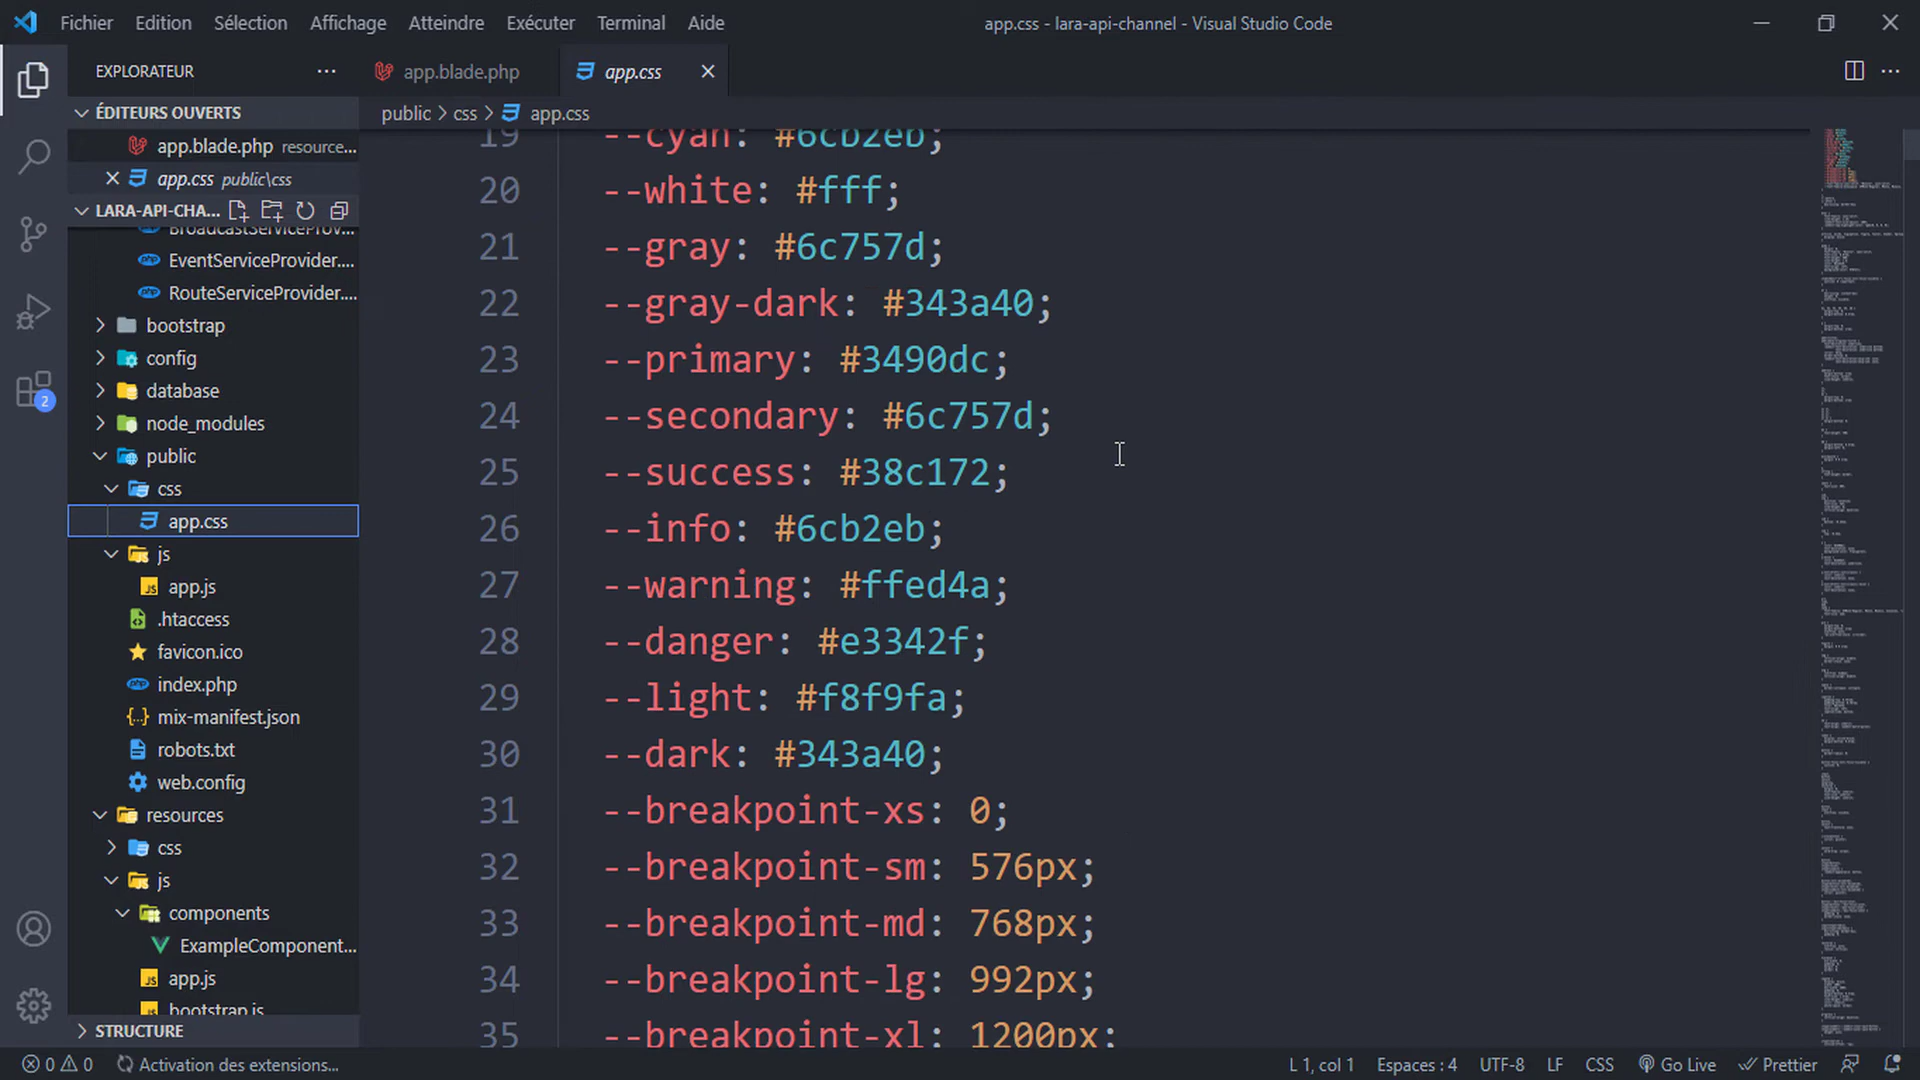 Fichier Edition Sélection Affichage Atteindre Exécuter Terminal Aide
app.css - lara-api-channel - Visual Studio Code
EXPLORATEUR
app.blade.php
app.css
ÉDITEURS OUVERTS
app.blade.php resource...
app.css public\css
LARA-API-CHA...
BroadcastServiceProv...
EventServiceProvider....
RouteServiceProvider....
bootstrap
config
database
node_modules
public
css
app.css
js
app.js
.htaccess
favicon.ico
index.php
mix-manifest.json
robots.txt
web.config
resources
css
js
components
ExampleComponent...
app.js
bootstrap.js
STRUCTURE
2
public > css > app.css
19 --cyan: #6cb2eb;
20 --white: #fff;
21 --gray: #6c757d;
22 --gray-dark: #343a40;
23 --primary: #3490dc;
24 --secondary: #6c757d;
25 --success: #38c172;
26 --info: #6cb2eb;
27 --warning: #ffed4a;
28 --danger: #e3342f;
29 --light: #f8f9fa;
30 --dark: #343a40;
31 --breakpoint-xs: 0;
32 --breakpoint-sm: 576px;
33 --breakpoint-md: 768px;
34 --breakpoint-lg: 992px;
35 --breakpoint-xl: 1200px;
0 0 Activation des extensions...
L 1, col 1 Espaces : 4 UTF-8 LF CSS Go Live Prettier